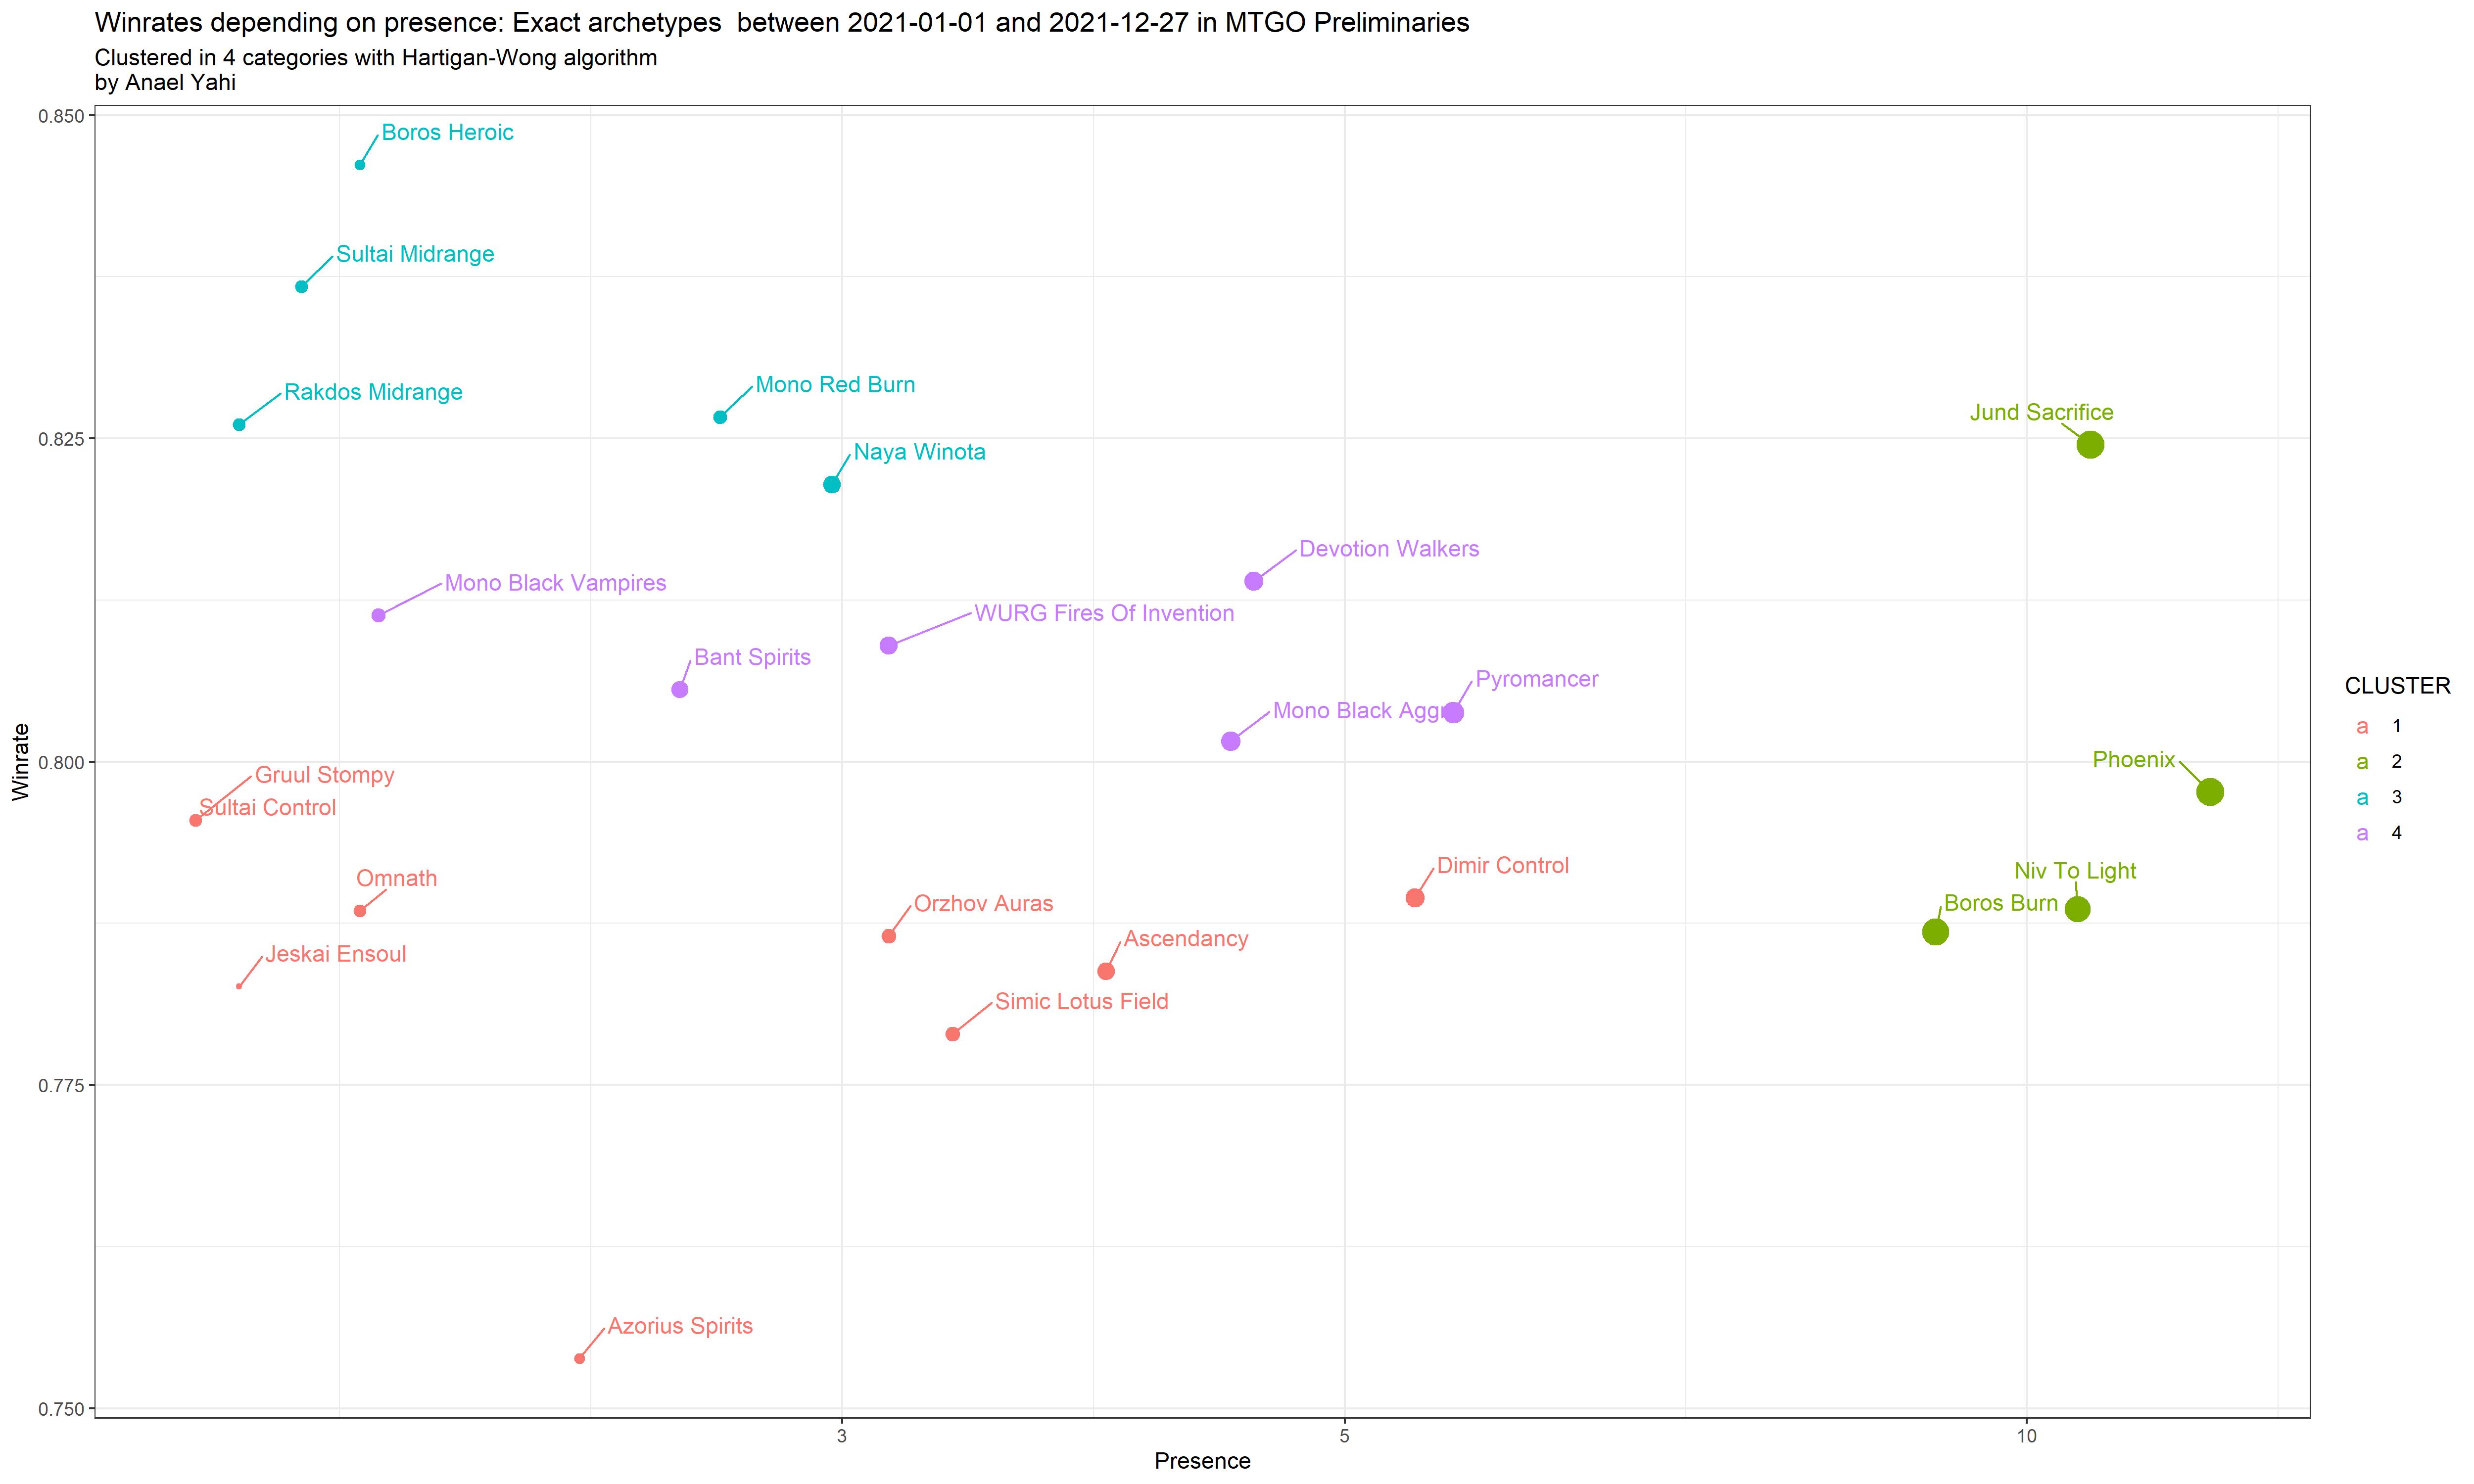 Winrates depending on presence: Exact archetypes  between 2021-01-01 and 2021-12-27 in MTGO Preliminaries
Clustered in 4 categories with Hartigan-Wong algorithm
by Anael Yahi
0.850
Boros Heroic
Sultai Midrange
Rakdos Midrange
Mono Red Burn
Jund Sacrifice
0.825
Naya Winota
Devotion Walkers
Mono Black Vampires
WURG Fires Of Invention
Bant Spirits
Pyromancer
Mono Black Aggr
Winrate
0.800
Phoenix
Gruul Stompy
Sultai Control
Dimir Control
Niv To Light
Omnath
Orzhov Auras
Boros Burn
Ascendancy
Jeskai Ensoul
Simic Lotus Field
0.775
Azorius Spirits
0.750
3
5
10
Presence
CLUSTER
a 1
a 2
a 3
a 4